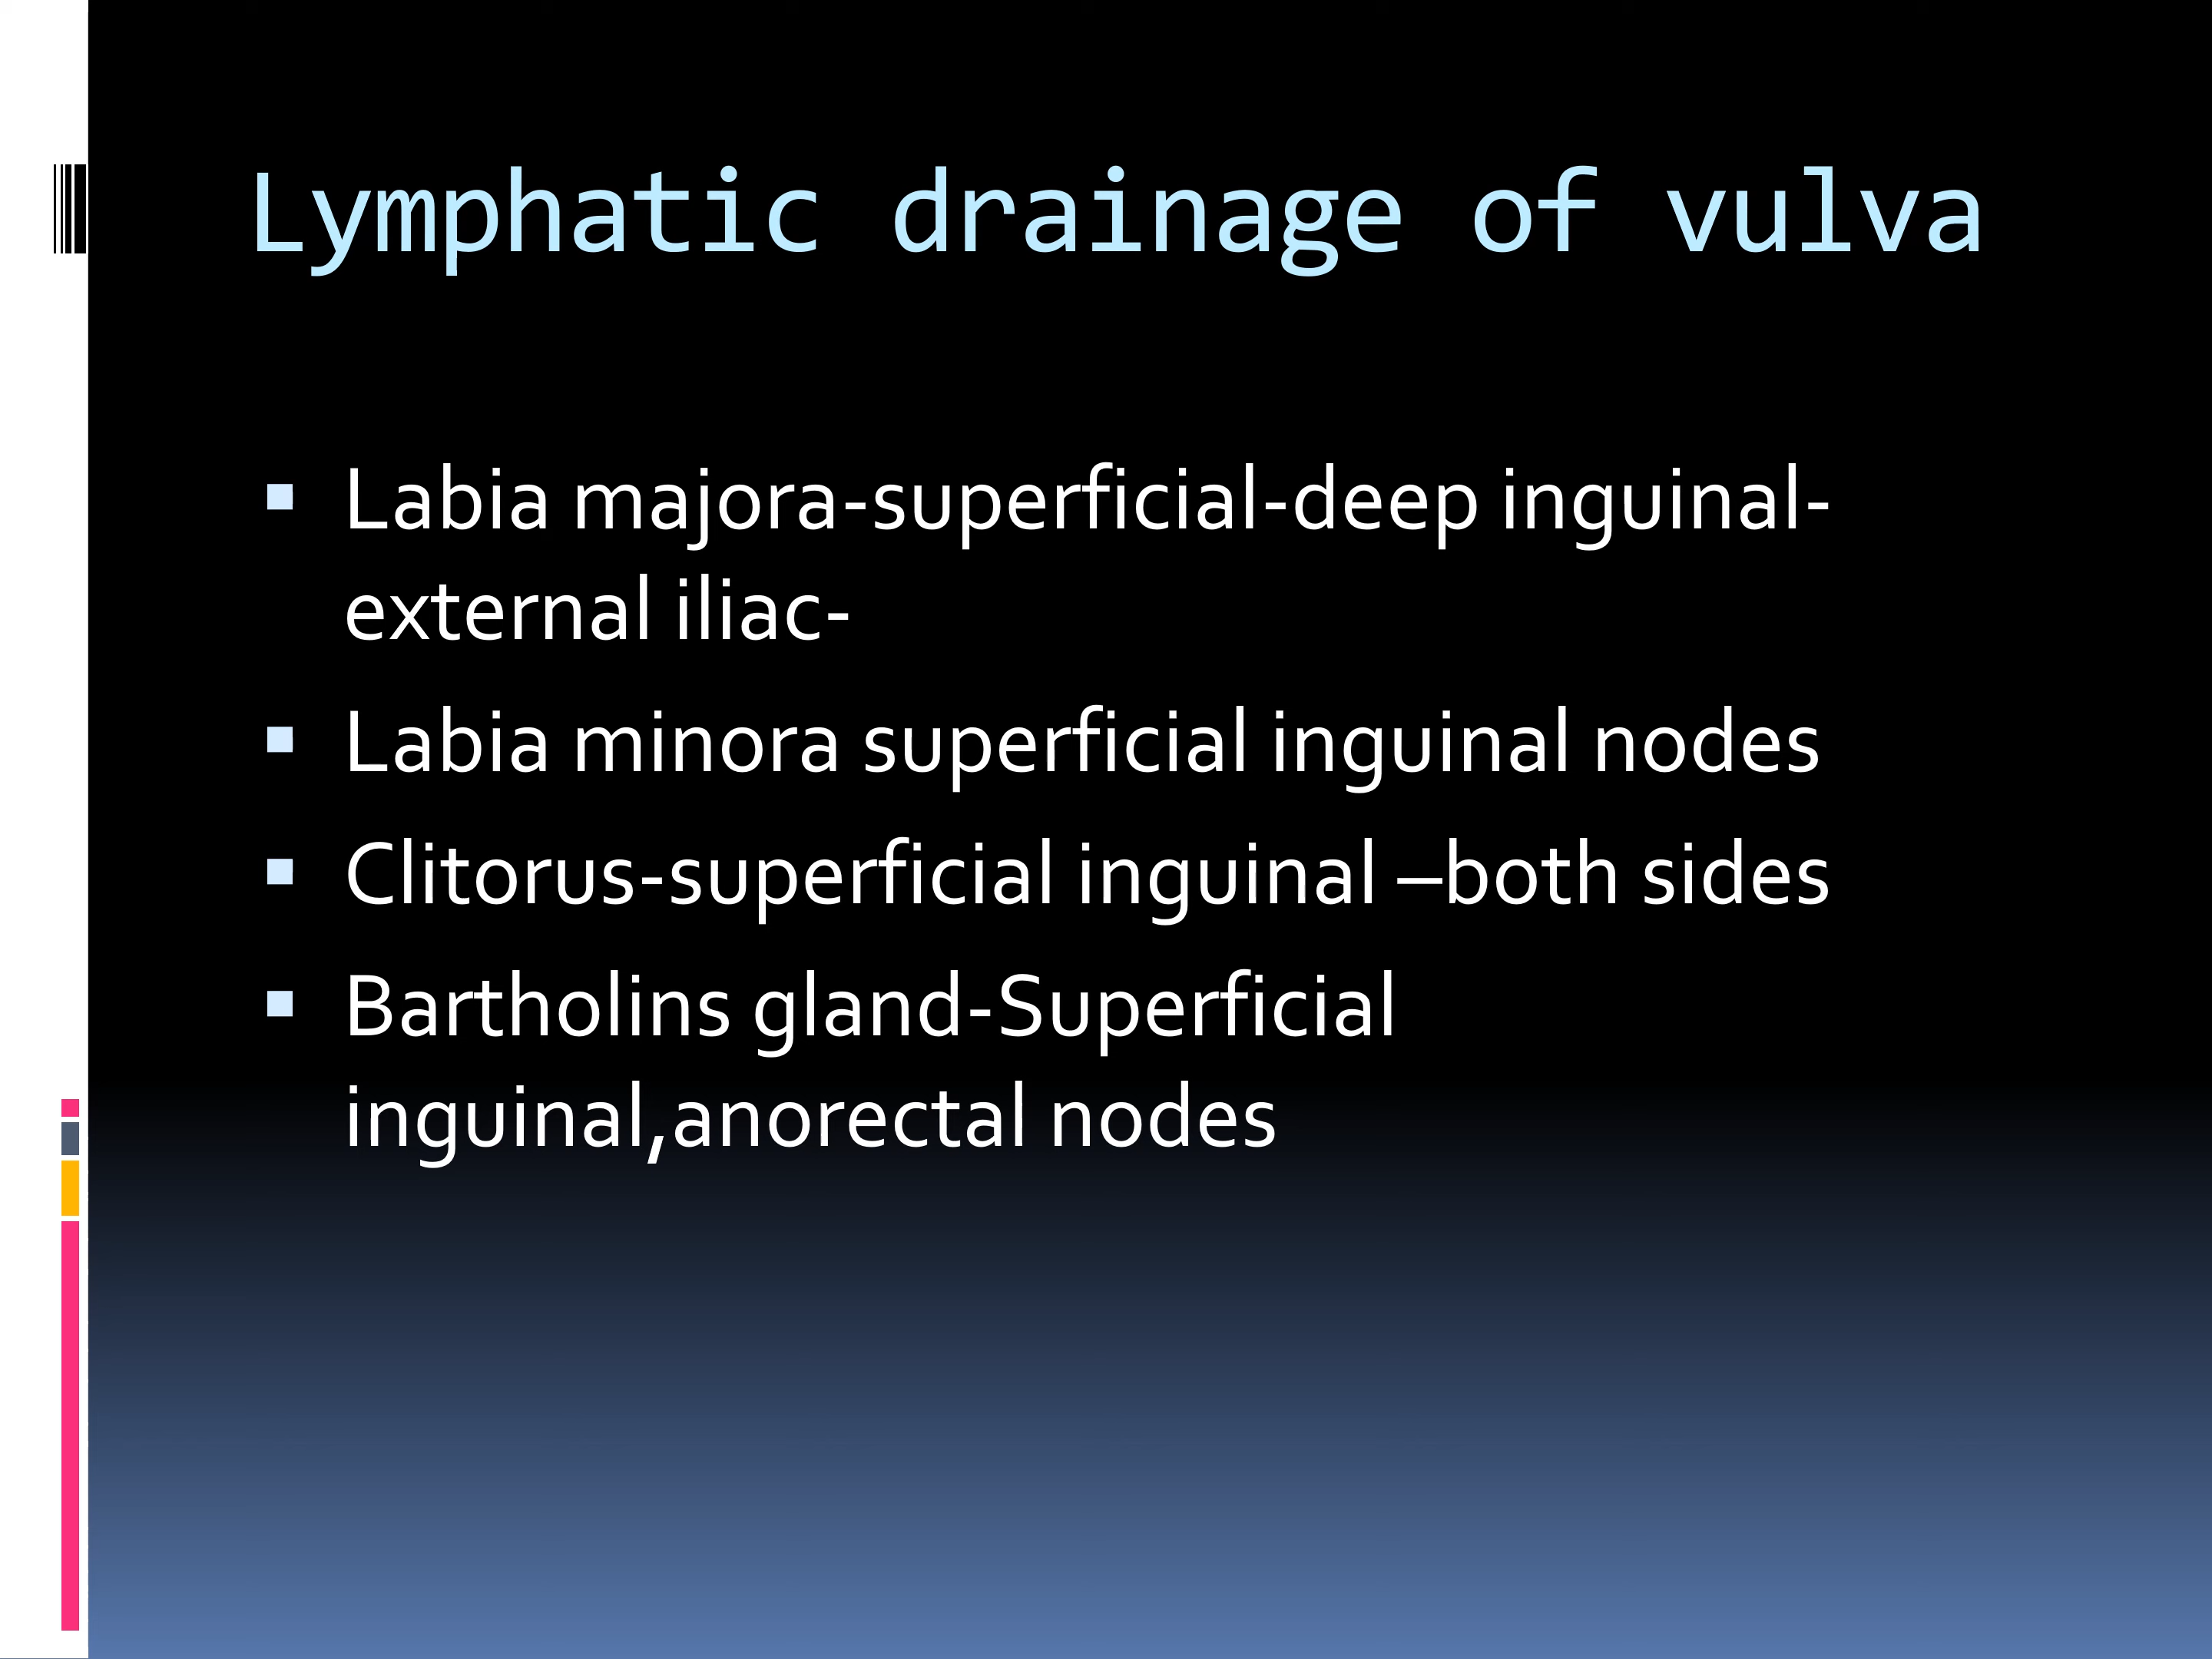 Lymphatic drainage of vulva
Labia majora-superficial-deep inguinal-
external iliac-
Labia minora superficial inguinal nodes
Clitorus-superficial inguinal –both sides
Bartholins gland-Superficial
inguinal,anorectal nodes